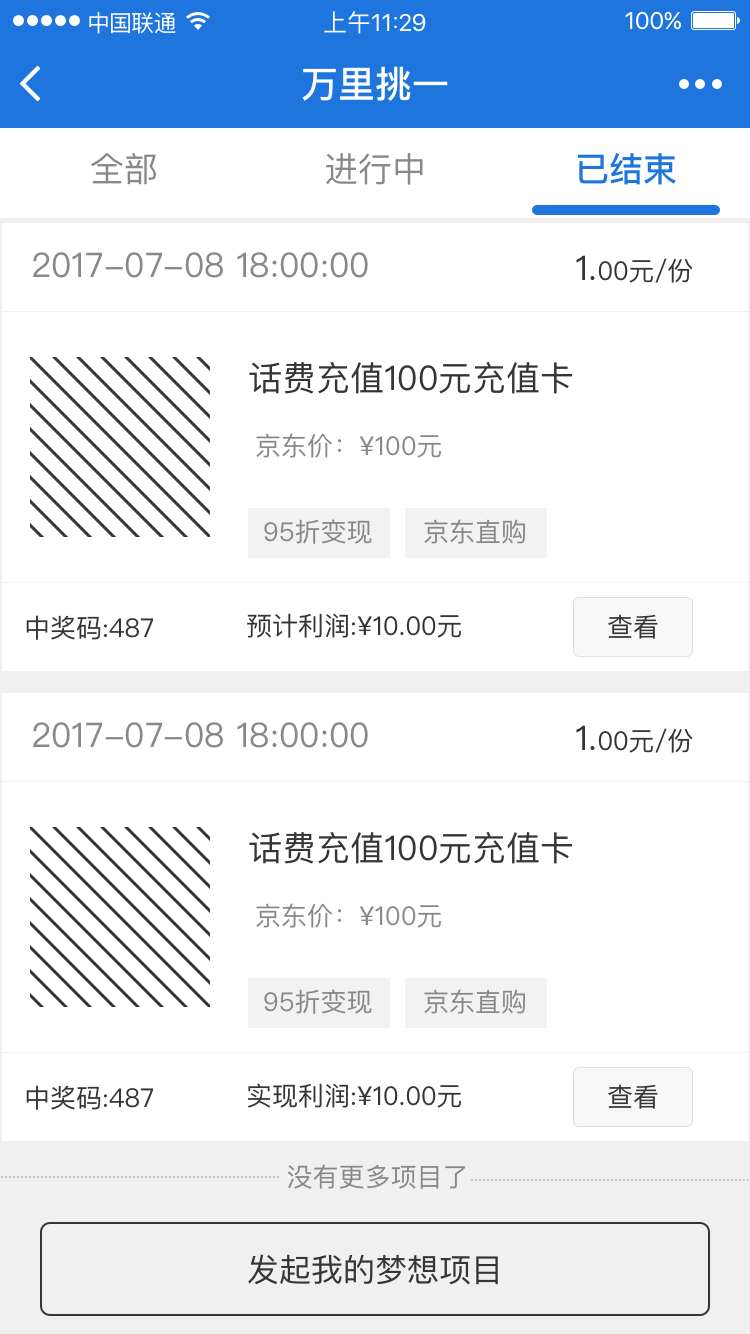 中国联通 上午11:29 100%
万里挑一
全部 进行中 已结束
2017-07-08 18:00:00 1.00元/份
话费充值100元充值卡
京东价：¥100元
95折变现 京东直购
中奖码:487 预计利润:¥10.00元 查看
2017-07-08 18:00:00 1.00元/份
话费充值100元充值卡
京东价：¥100元
95折变现 京东直购
中奖码:487 实现利润:¥10.00元 查看
没有更多项目了
发起我的梦想项目